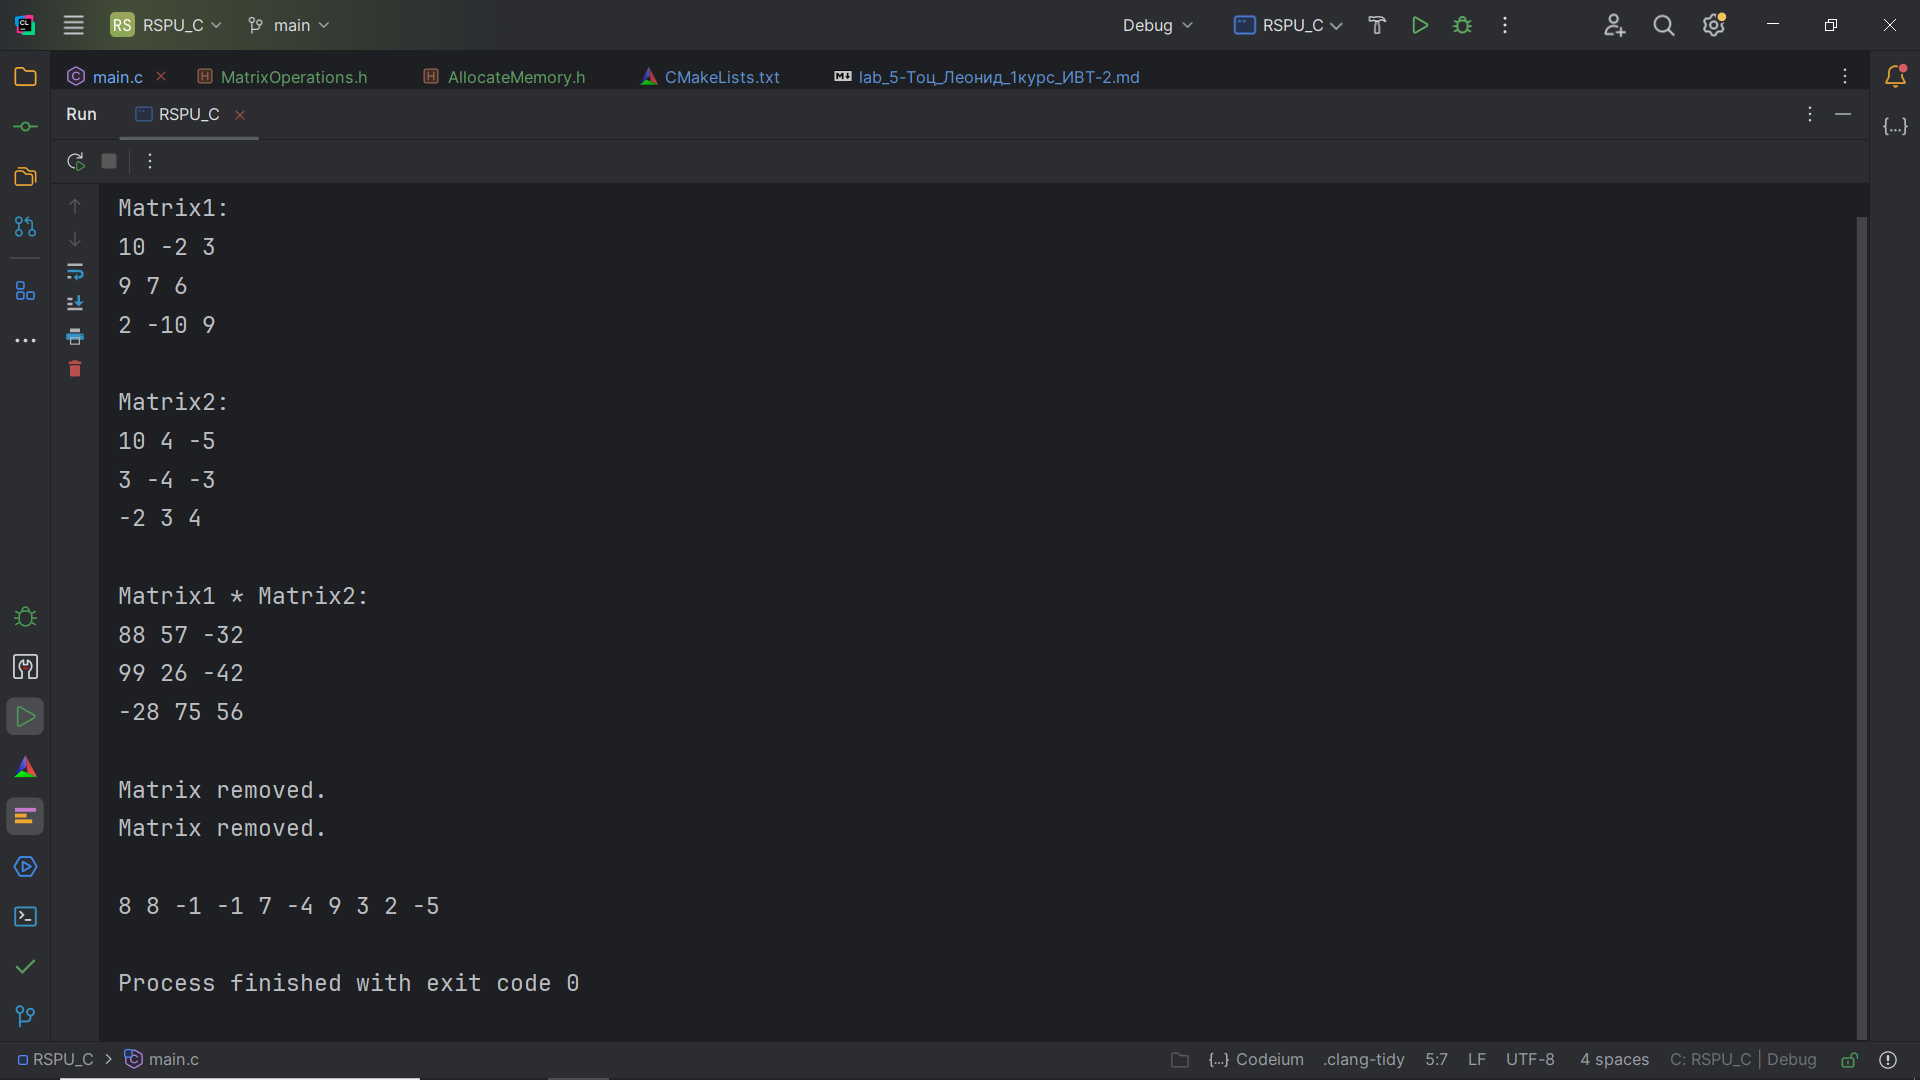 RS RSPU_C main Debug RSPU_C
main.c MatrixOperations.h AllocateMemory.h CMakeLists.txt lab_5-Тоц_Леонид_1курс_ИВТ-2.md
Run RSPU_C
Matrix1:
10 -2 3
9 7 6
2 -10 9
Matrix2:
10 4 -5
3 -4 -3
-2 3 4
Matrix1 * Matrix2:
88 57 -32
99 26 -42
-28 75 56
Matrix removed.
Matrix removed.
8 8 -1 -1 7 -4 9 3 2 -5
Process finished with exit code 0
RSPU_C > main.c {...} Codeium .clang-tidy 5:7 LF UTF-8 4 spaces C: RSPU_C | Debug